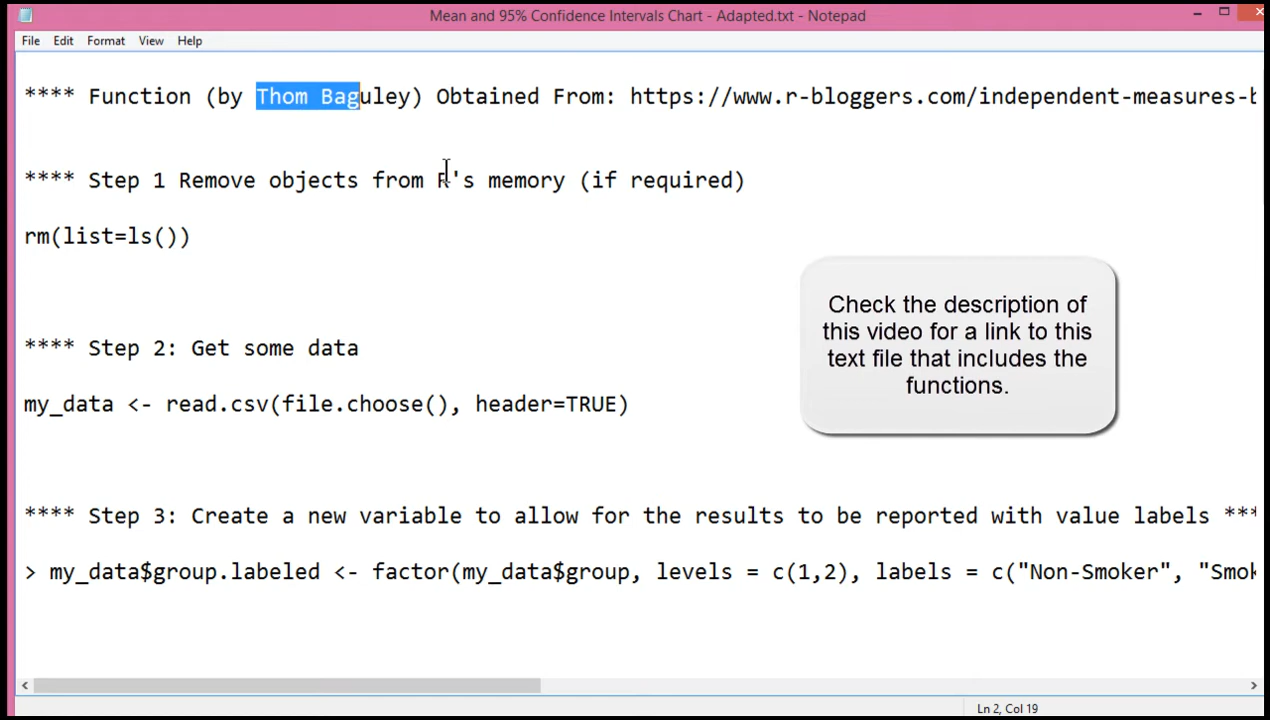 Mean and 95% Confidence Intervals Chart - Adapted.txt - Notepad
File Edit Format View Help
**** Function (by Thom Baguley) Obtained From: https://www.r-bloggers.com/independent-measures-b
**** Step 1 Remove objects from R's memory (if required)
rm(list=ls())
Check the description of
this video for a link to this
text file that includes the
functions.
**** Step 2: Get some data
my_data <- read.csv(file.choose(), header=TRUE)
**** Step 3: Create a new variable to allow for the results to be reported with value labels ***
> my_data$group.labeled <- factor(my_data$group, levels = c(1,2), labels = c("Non-Smoker", "Smok
Ln 2, Col 19